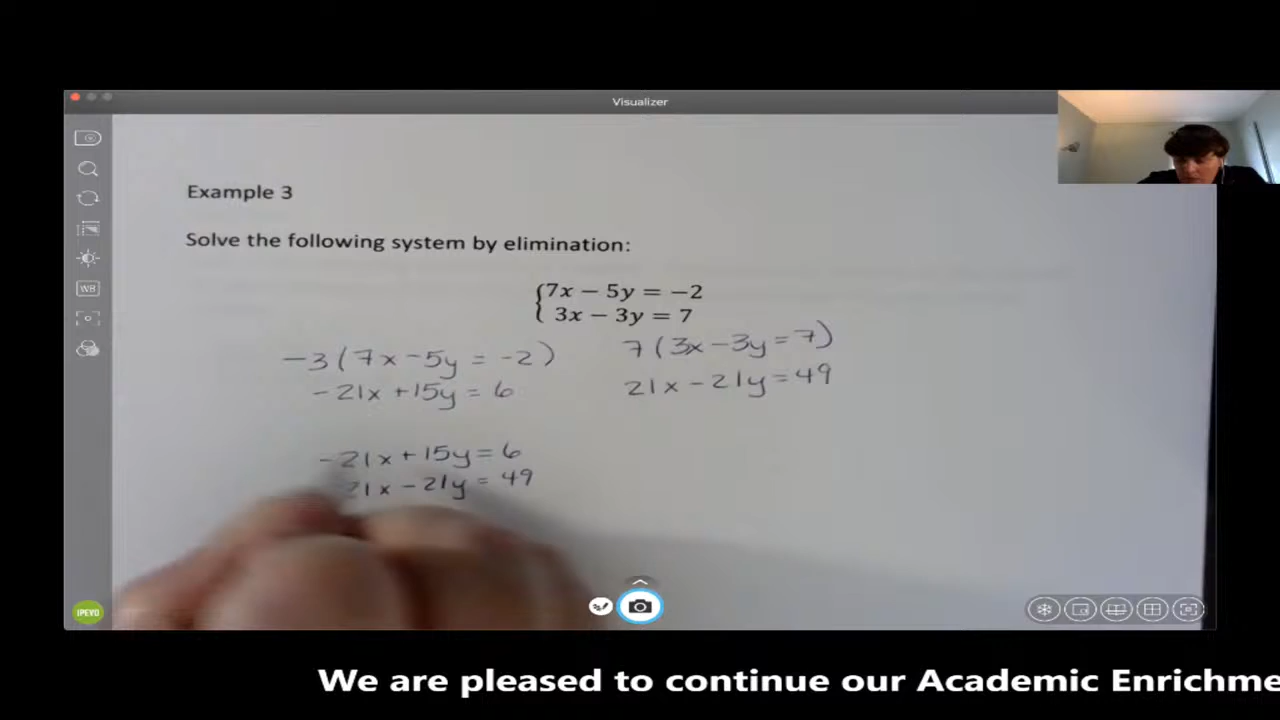 Visualizer
Example 3
Solve the following system by elimination:
7x − 5y = −2
3x − 3y = 7
-3(7x-5y = -2)
7(3x-3y=7)
-21x+15y=6
21x-21y=49
-21x+15y=6
21x-21y=49
WB
IPEVO
We are pleased to continue our Academic Enrichme